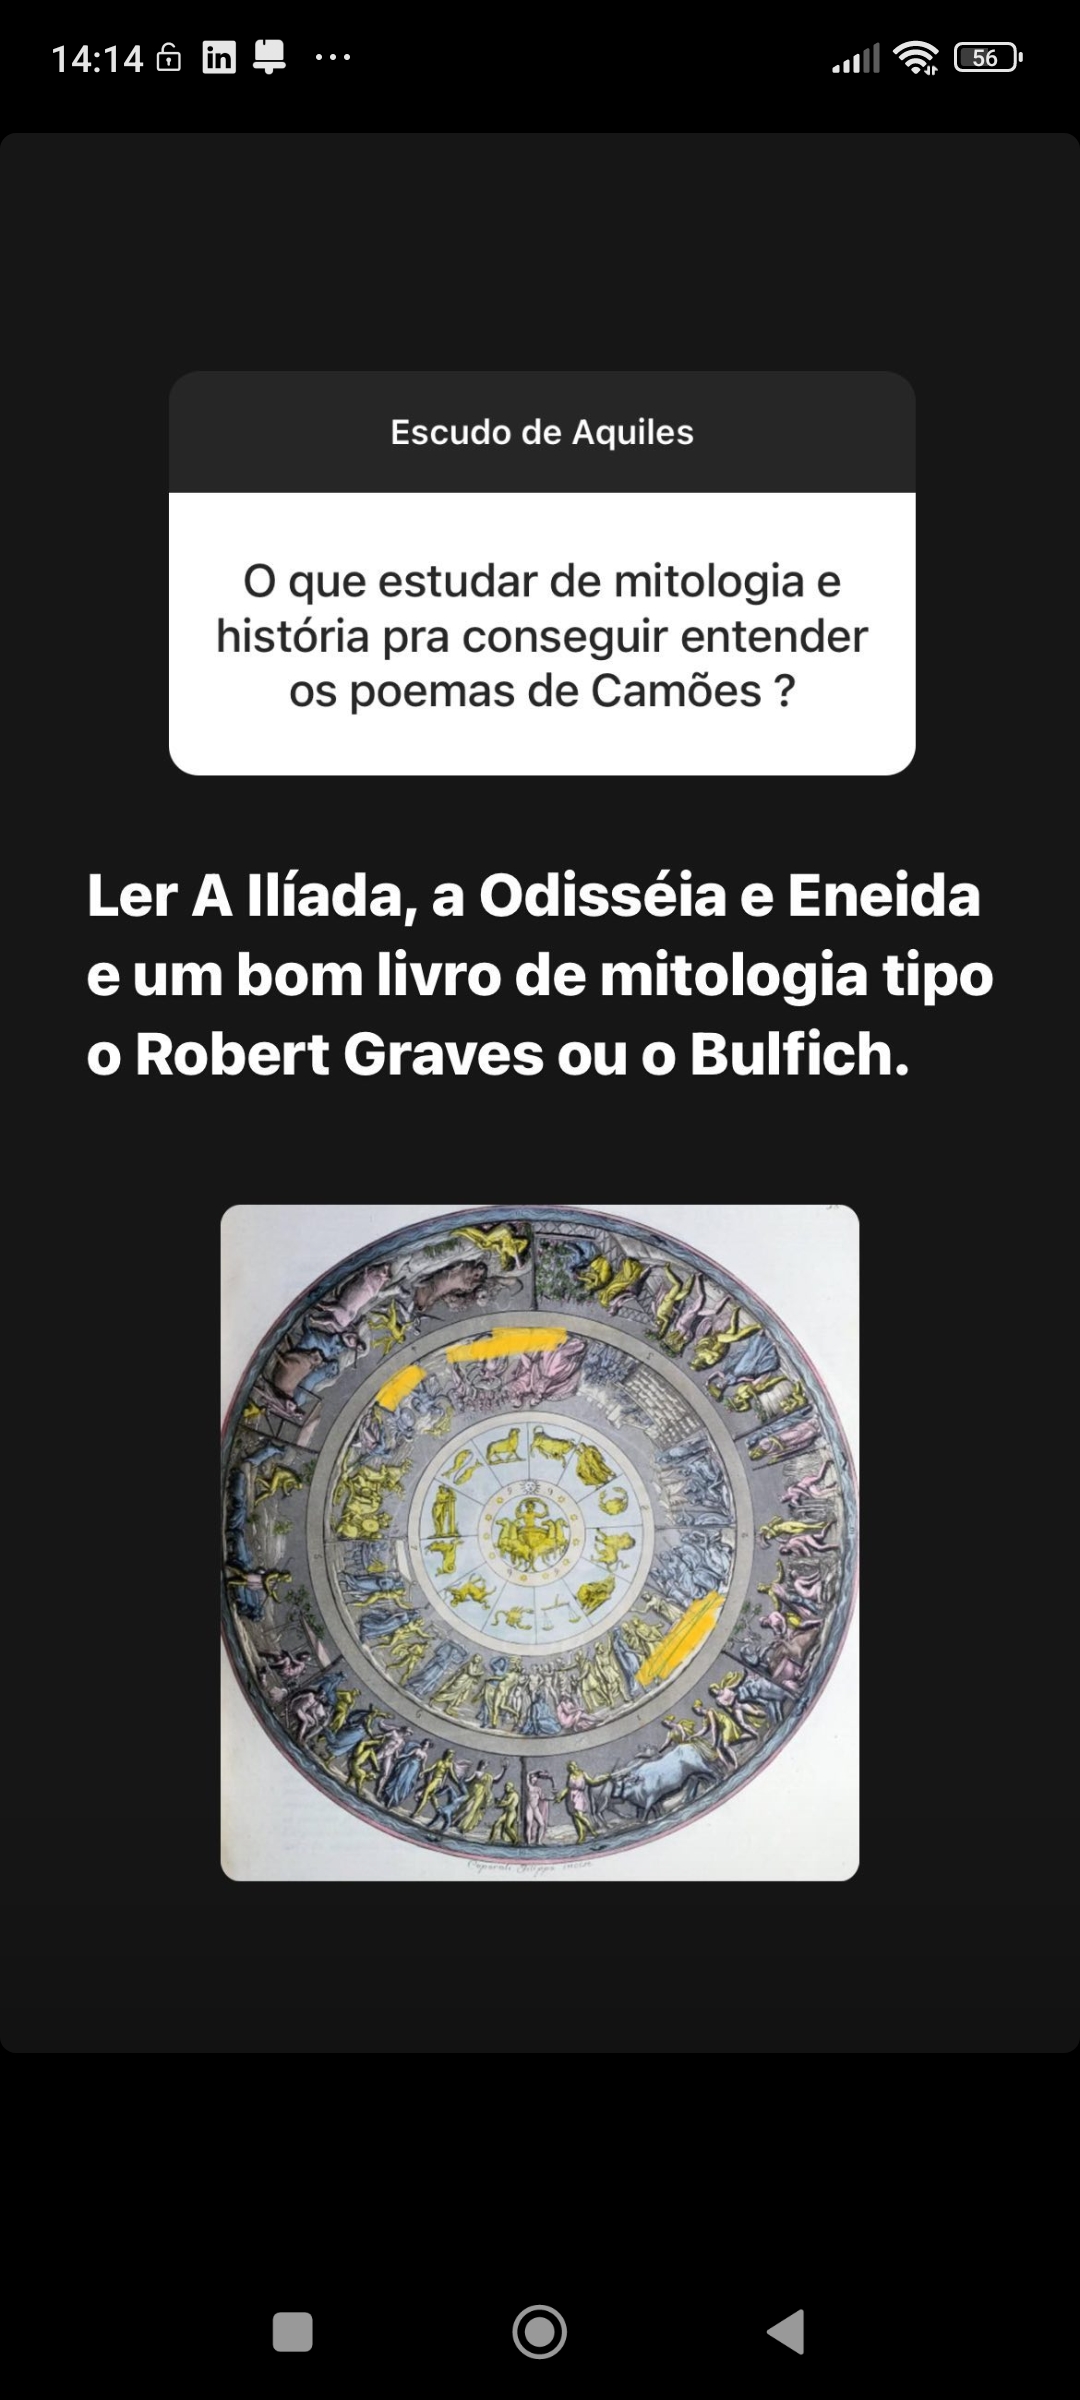 14:14
in
56
Escudo de Aquiles
O que estudar de mitologia e
história pra conseguir entender
os poemas de Camões ?
Ler A Ilíada, a Odisséia e Eneida
e um bom livro de mitologia tipo
o Robert Graves ou o Bulfich.